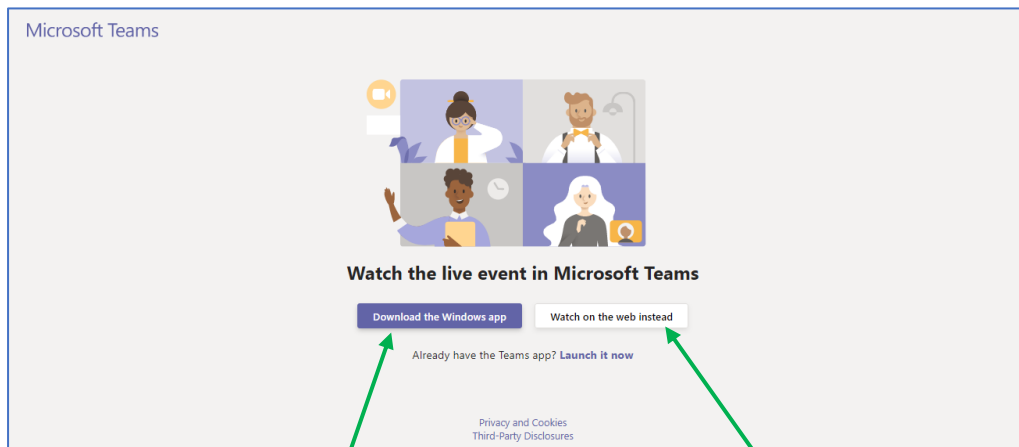 Microsoft Teams
Watch the live event in Microsoft Teams
Download the Windows app
Watch on the web instead
Already have the Teams app? Launch it now
Privacy and Cookies
Third-Party Disclosures